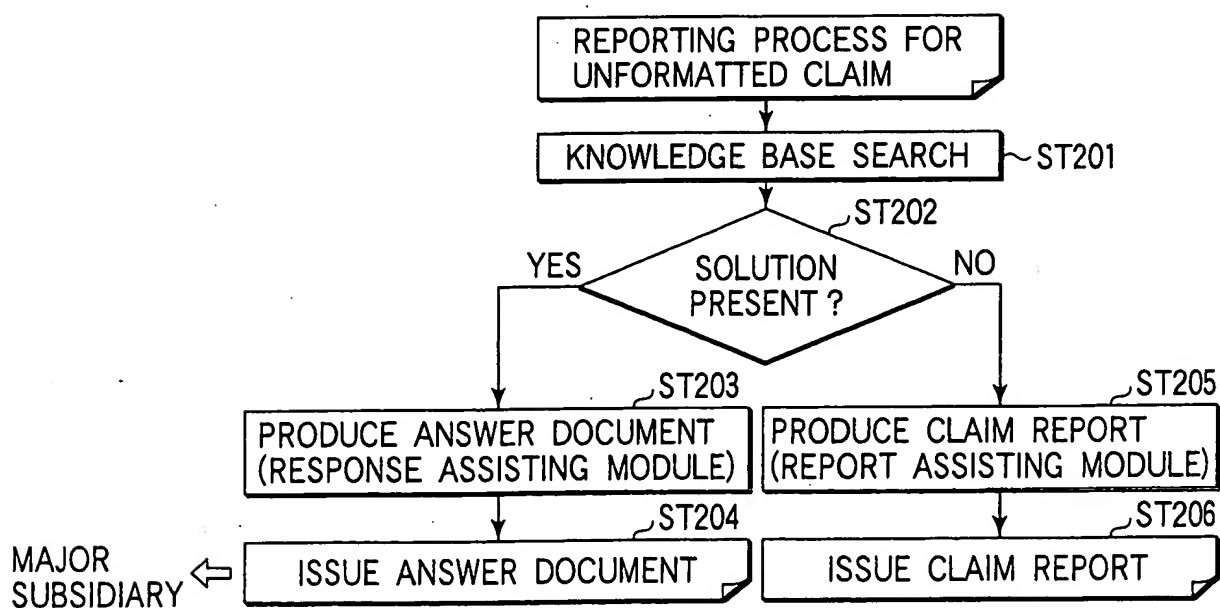 REPORTING PROCESS FOR
UNFORMATTED CLAIM
KNOWLEDGE BASE SEARCH
ST201
ST202
YES
SOLUTION
PRESENT ?
NO
ST203
PRODUCE ANSWER DOCUMENT
(RESPONSE ASSISTING MODULE)
ST205
PRODUCE CLAIM REPORT
(REPORT ASSISTING MODULE)
ST204
ISSUE ANSWER DOCUMENT
MAJOR
SUBSIDIARY
ST206
ISSUE CLAIM REPORT